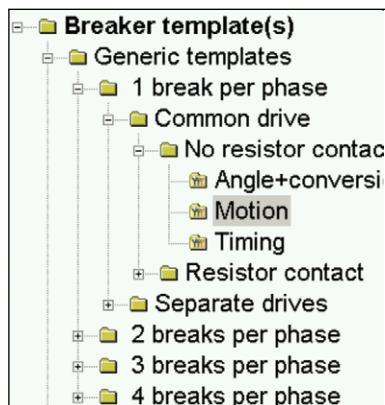 Breaker template(s)
Generic templates
1 break per phase
Common drive
No resistor contac
Angle+conversi
Motion
Timing
Resistor contact
Separate drives
2 breaks per phase
3 breaks per phase
4 breaks per phase